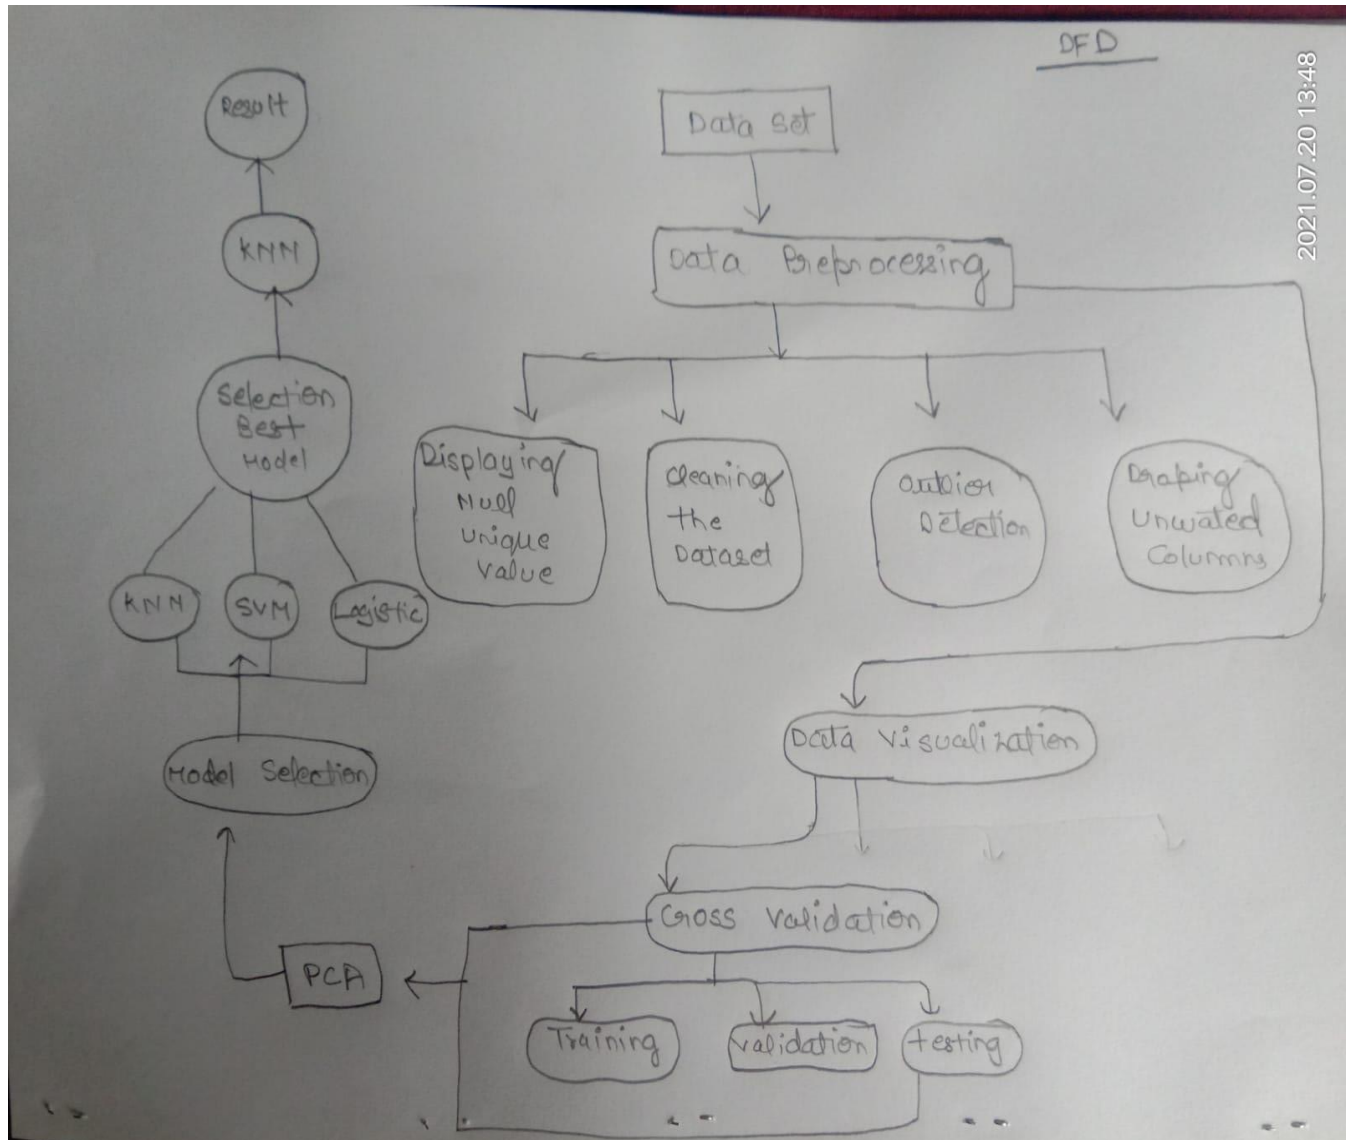 DFD
2021.07.20 13:48
Data Set
Data Preprocessing
Displaying
Null
Unique
Value
Cleaning
the
Dataset
Outlior
Detection
Draping
Unwated
Columns
Data Visualization
Cross Validation
Training
Validation
testing
PCA
Model Selection
KNN
SVM
Logistic
Selection
Best
Model
KNN
Result